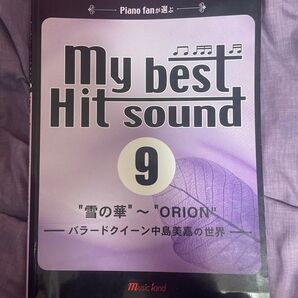 Piano fanが選ぶ
my best
Hit sound
9
"雪の華"～"ORION"
バラードクイーン中島美嘉の世界
music land